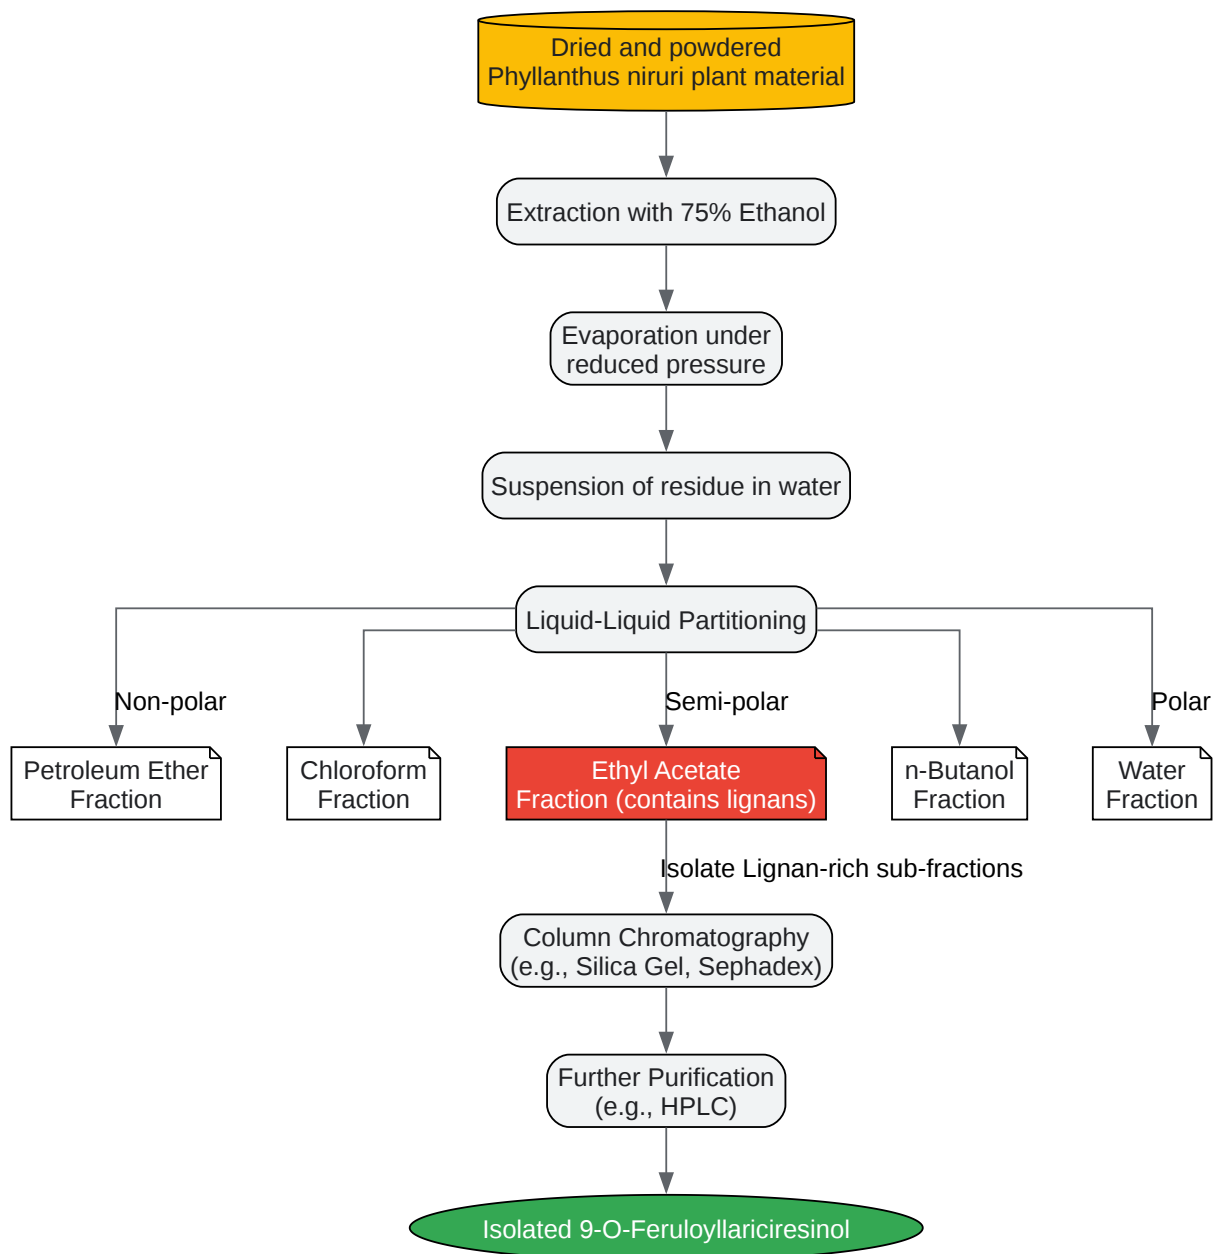 Dried and powdered
Phyllanthus niruri plant material
Extraction with 75% Ethanol
Evaporation under
reduced pressure
Suspension of residue in water
Liquid-Liquid Partitioning
Non-polar
Semi-polar
Polar
Petroleum Ether
Fraction
Chloroform
Fraction
Ethyl Acetate
Fraction (contains lignans)
n-Butanol
Fraction
Water
Fraction
Isolate Lignan-rich sub-fractions
Column Chromatography
(e.g., Silica Gel, Sephadex)
Further Purification
(e.g., HPLC)
Isolated 9-O-Feruloyllariciresinol